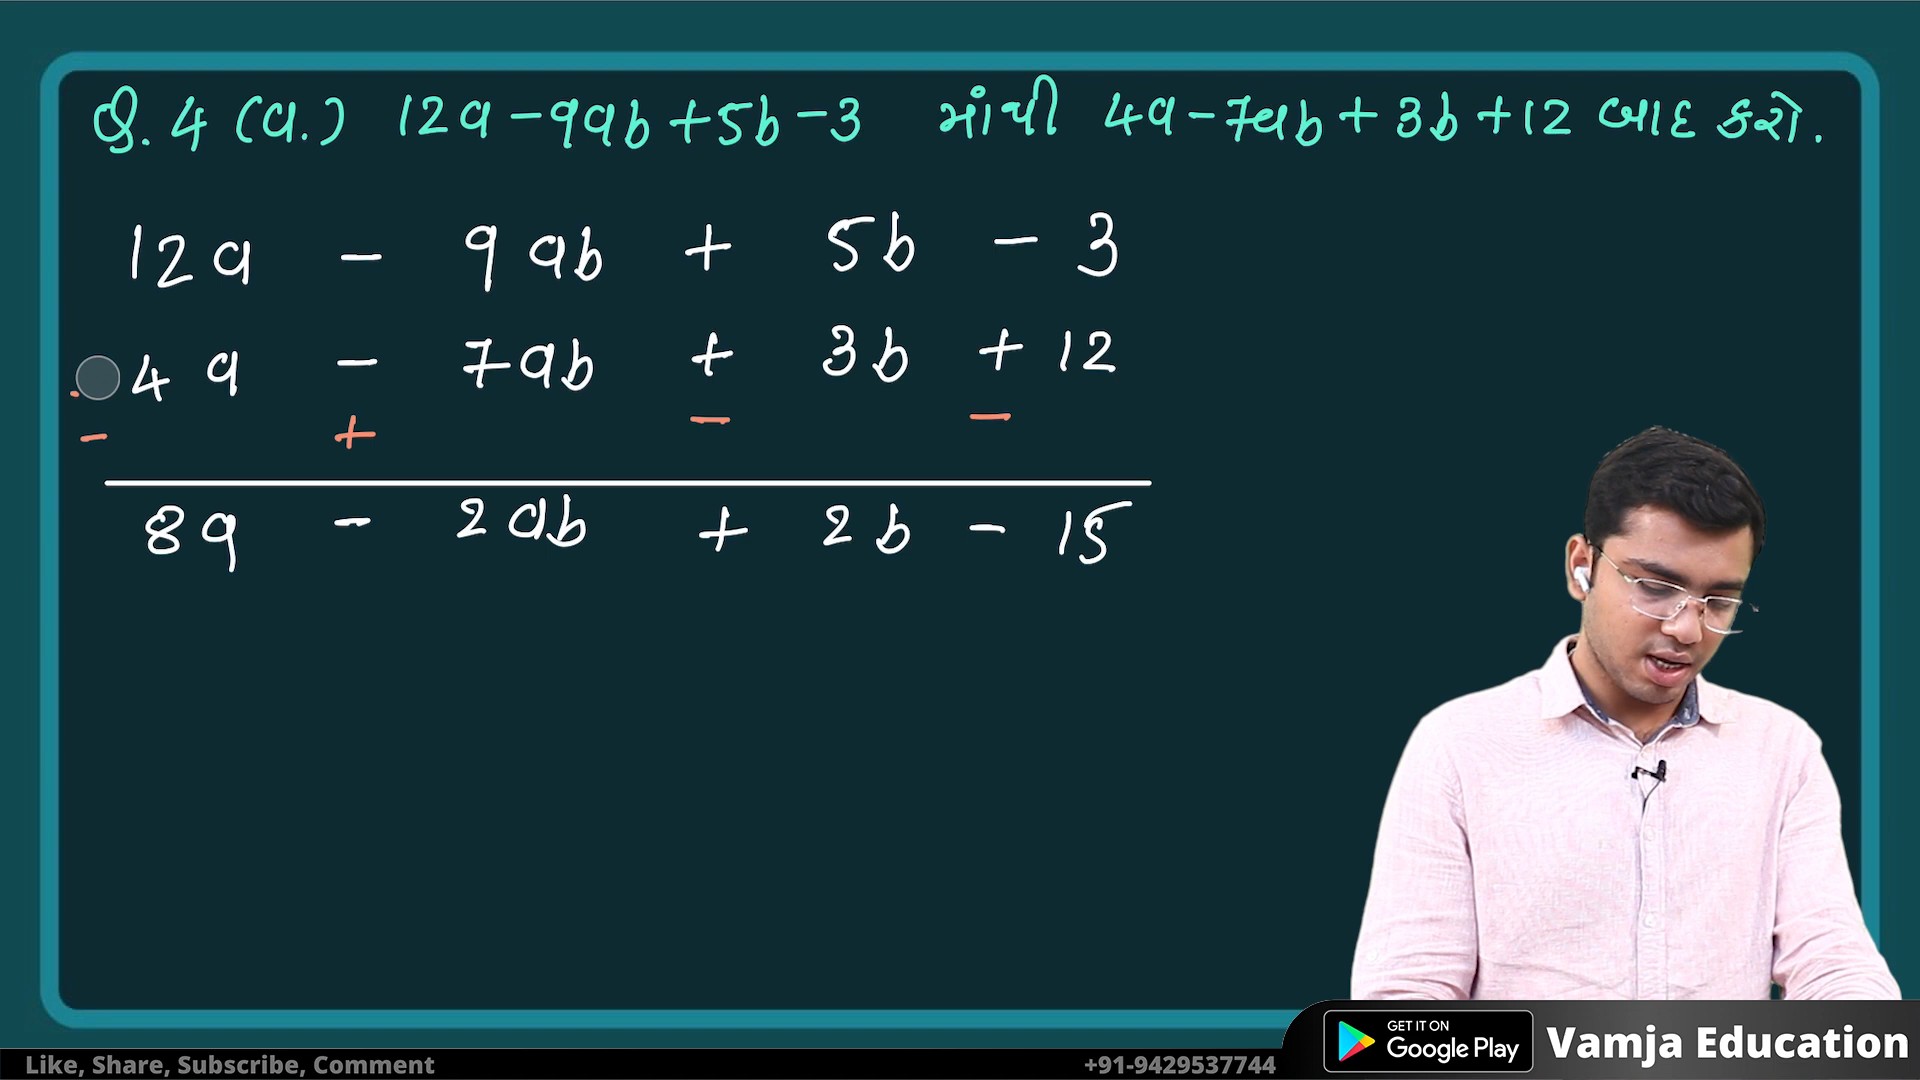 Q. 4 (a.) 12a - 9ab + 5b - 3 માંથી 4a - 7ab + 3b + 12 બાદ કરો.
12a - 9ab + 5b - 3
4a - 7ab + 3b + 12
- + - -
8a - 2ab + 2b - 15
GET IT ON
Google Play
Vamja Education
Like, Share, Subscribe, Comment
+91-9429537744